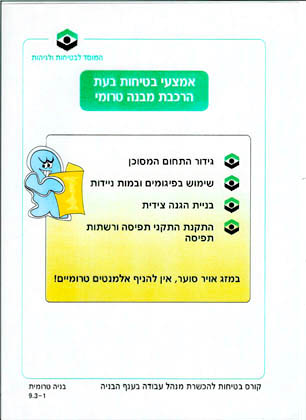 המוסד לבטיחות ולגיהות
אמצעי בטיחות בעת
הרכבת מבנה טרומי
גידור התחום המסוכן
שימוש בפיגומים ובמות ניידות
בניית הגנה צידית
התקנת התקני תפיסה ורשתות
תפיסה
במזג אויר סוער, אין להניף אלמנטים טרומיים!
קורס בטיחות להכשרת מנהל עבודה בענף הבניה
בניה טרומית
9.3-1